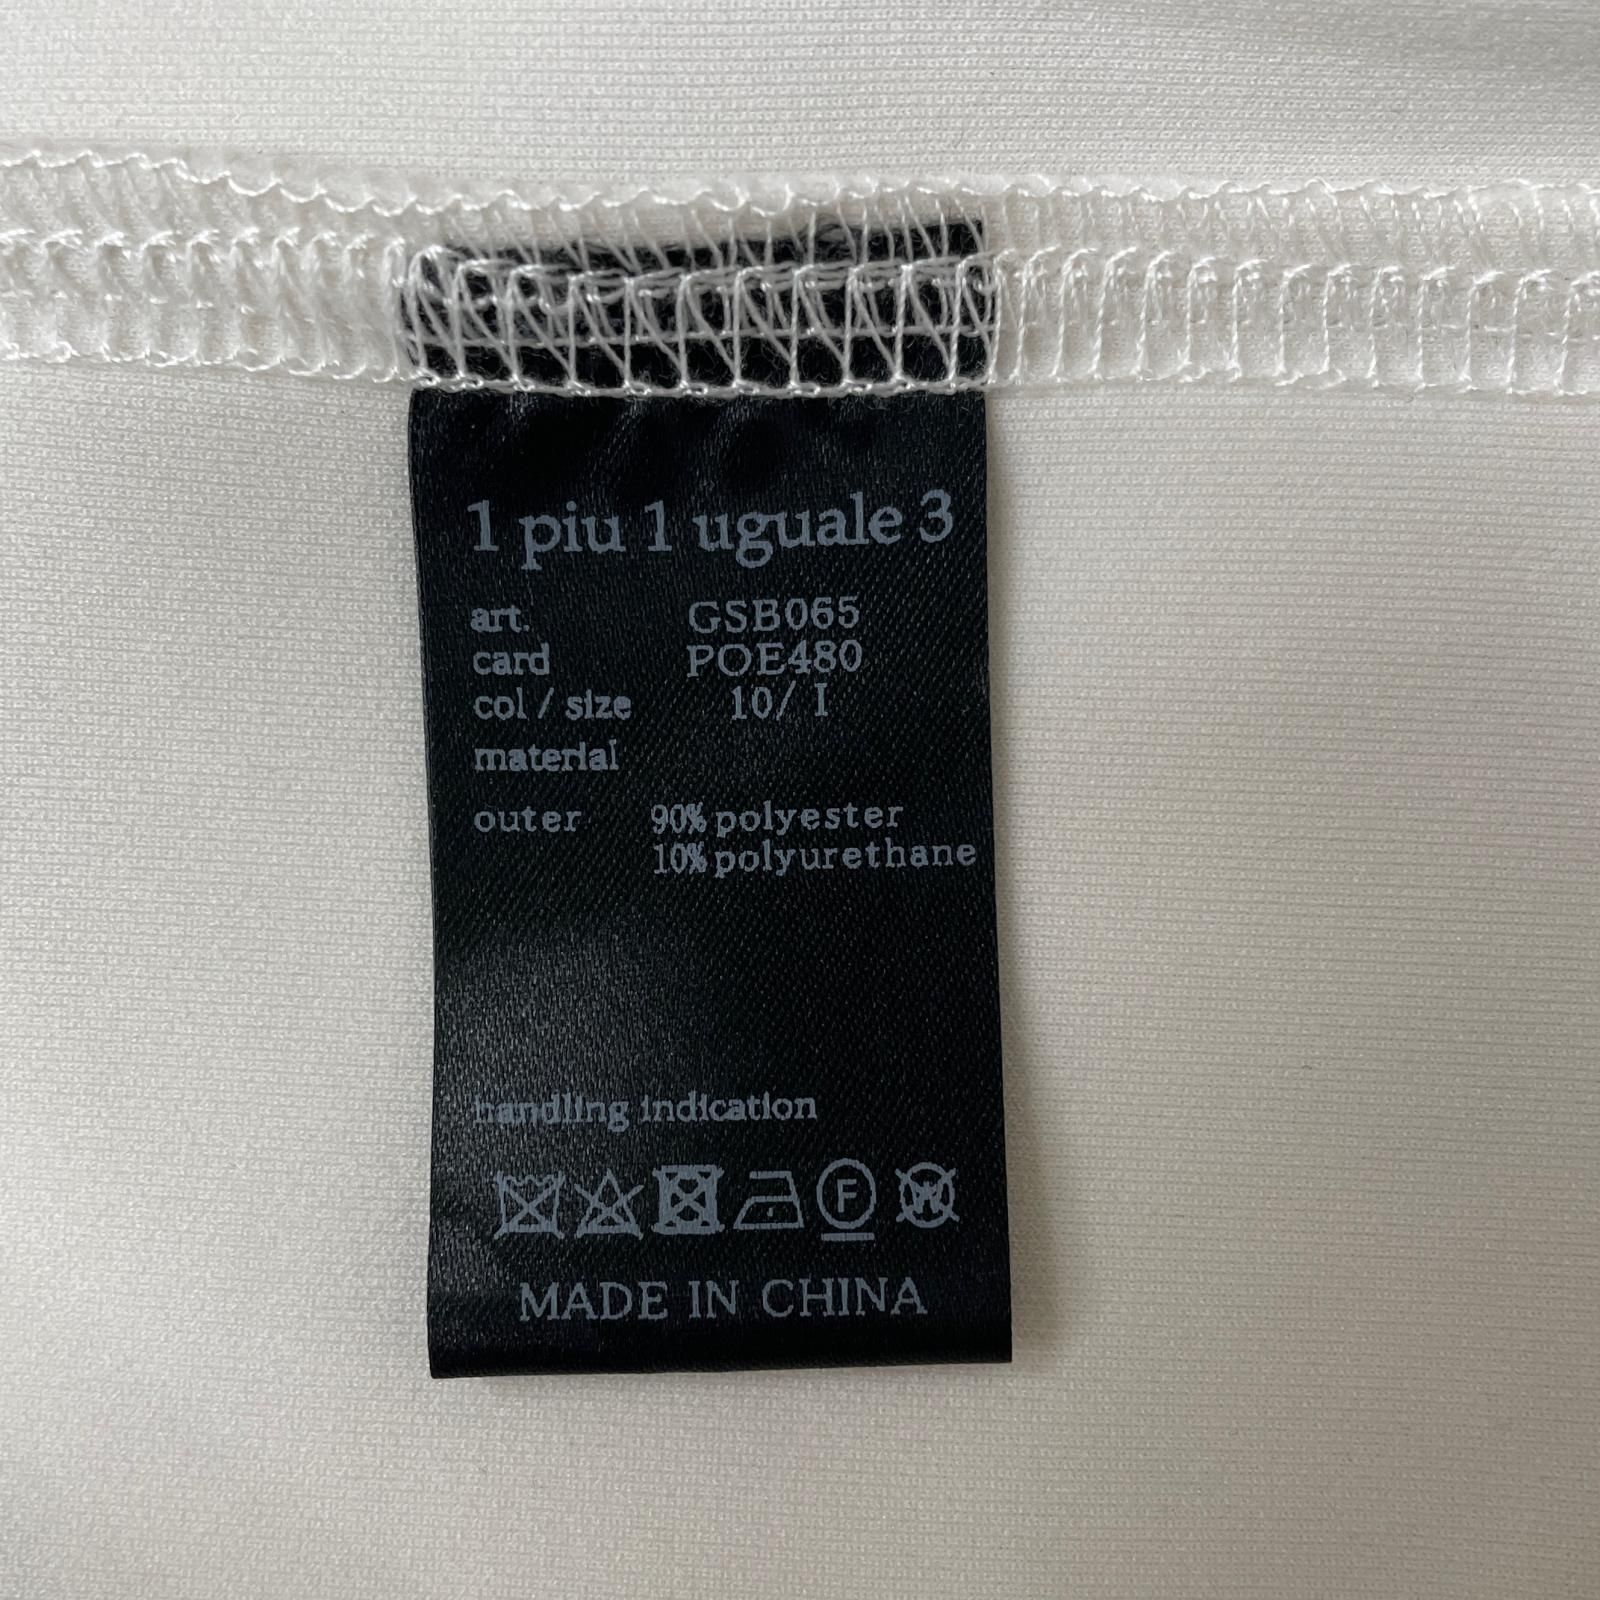 1 piu 1 uguale 3
art. GSB065
card POE480
col / size 10/ I
material
outer 90% polyester
10% polyurethane
handling indication
F
W
MADE IN CHINA